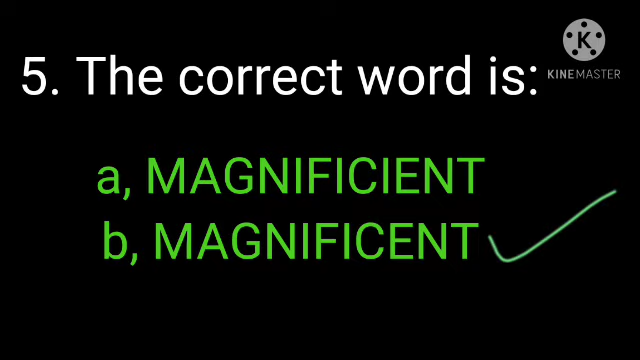 5. The correct word is:
KINEMASTER
a, MAGNIFICIENT
b, MAGNIFICENT